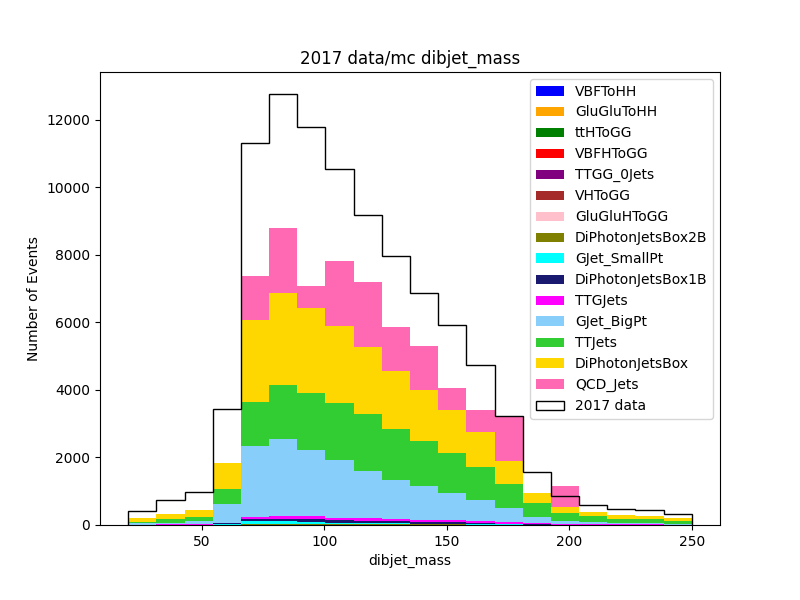 2017 data/mc dibjet_mass
Number of Events
12000
10000
8000
6000
4000
2000
0
50
100
150
200
250
dibjet_mass
VBFToHH
GluGluToHH
ttHToGG
VBFHToGG
TTGG_0Jets
VHToGG
GluGluHToGG
DiPhotonJetsBox2B
GJet_SmallPt
DiPhotonJetsBox1B
TTGJets
GJet_BigPt
TTJets
DiPhotonJetsBox
QCD_Jets
2017 data